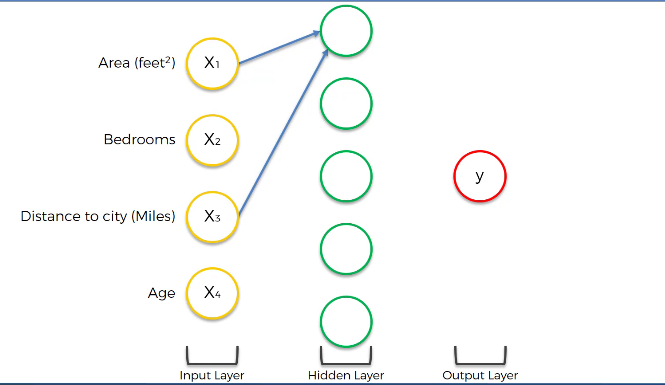 Area (feet²) X₁
Bedrooms X₂
Distance to city (Miles) X₃
Age X₄
y
Input Layer Hidden Layer Output Layer